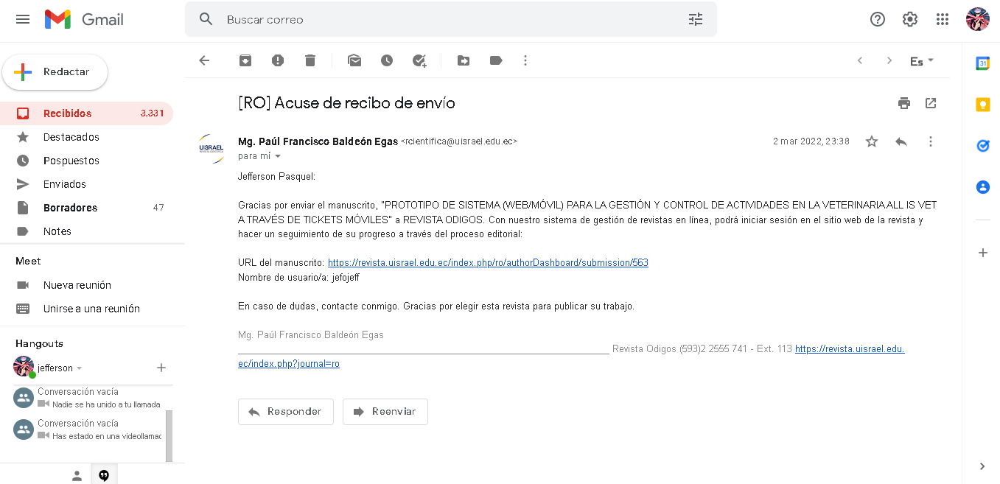 Gmail
Buscar correo
Redactar
Es
Recibidos 3.331
Destacados
Pospuestos
Enviados
Borradores 47
Notes
Meet
Nueva reunión
Unirse a una reunión
Hangouts
jefferson
Conversación vacía
Nadie se ha unido a tu llamada
Conversación vacía
Has estado en una videollamac
[RO] Acuse de recibo de envío
UISRAEL
REVISTA CIENTÍFICA
Mg. Paúl Francisco Baldeón Egas <rcientifica@uisrael.edu.ec> 2 mar 2022, 23:38
para mí
Jefferson Pasquel:
Gracias por enviar el manuscrito, "PROTOTIPO DE SISTEMA (WEB/MÓVIL) PARA LA GESTIÓN Y CONTROL DE ACTIVIDADES EN LA VETERINARIA ALL IS VET
A TRAVÉS DE TICKETS MÓVILES" a REVISTA ODIGOS. Con nuestro sistema de gestión de revistas en línea, podrá iniciar sesión en el sitio web de la revista y
hacer un seguimiento de su progreso a través del proceso editorial:
URL del manuscrito: https://revista.uisrael.edu.ec/index.php/ro/authorDashboard/submission/563
Nombre de usuario/a: jefojeff
En caso de dudas, contacte conmigo. Gracias por elegir esta revista para publicar su trabajo.
Mg. Paúl Francisco Baldeón Egas
________________________________________________________________________ Revista Odigos (593)2 2555 741 - Ext. 113 https://revista.uisrael.edu.
ec/index.php?journal=ro
Responder
Reenviar
31